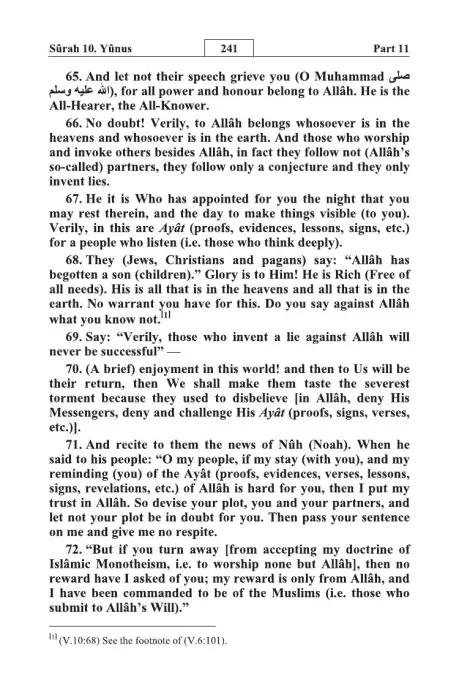 Sûrah 10. Yûnus 241 Part 11
65. And let not their speech grieve you (O Muhammad صلى
الله عليه وسلم), for all power and honour belong to Allâh. He is the
All-Hearer, the All-Knower.
66. No doubt! Verily, to Allâh belongs whosoever is in the
heavens and whosoever is in the earth. And those who worship
and invoke others besides Allâh, in fact they follow not (Allâh's
so-called) partners, they follow only a conjecture and they only
invent lies.
67. He it is Who has appointed for you the night that you
may rest therein, and the day to make things visible (to you).
Verily, in this are Ayât (proofs, evidences, lessons, signs, etc.)
for a people who listen (i.e. those who think deeply).
68. They (Jews, Christians and pagans) say: “Allâh has
begotten a son (children).” Glory is to Him! He is Rich (Free of
all needs). His is all that is in the heavens and all that is in the
earth. No warrant you have for this. Do you say against Allâh
what you know not.[1]
69. Say: “Verily, those who invent a lie against Allâh will
never be successful” —
70. (A brief) enjoyment in this world! and then to Us will be
their return, then We shall make them taste the severest
torment because they used to disbelieve [in Allâh, deny His
Messengers, deny and challenge His Ayât (proofs, signs, verses,
etc.)].
71. And recite to them the news of Nûh (Noah). When he
said to his people: “O my people, if my stay (with you), and my
reminding (you) of the Ayât (proofs, evidences, verses, lessons,
signs, revelations, etc.) of Allâh is hard for you, then I put my
trust in Allâh. So devise your plot, you and your partners, and
let not your plot be in doubt for you. Then pass your sentence
on me and give me no respite.
72. “But if you turn away [from accepting my doctrine of
Islâmic Monotheism, i.e. to worship none but Allâh], then no
reward have I asked of you; my reward is only from Allâh, and
I have been commanded to be of the Muslims (i.e. those who
submit to Allâh's Will).”
[1] (V.10:68) See the footnote of (V.6:101).